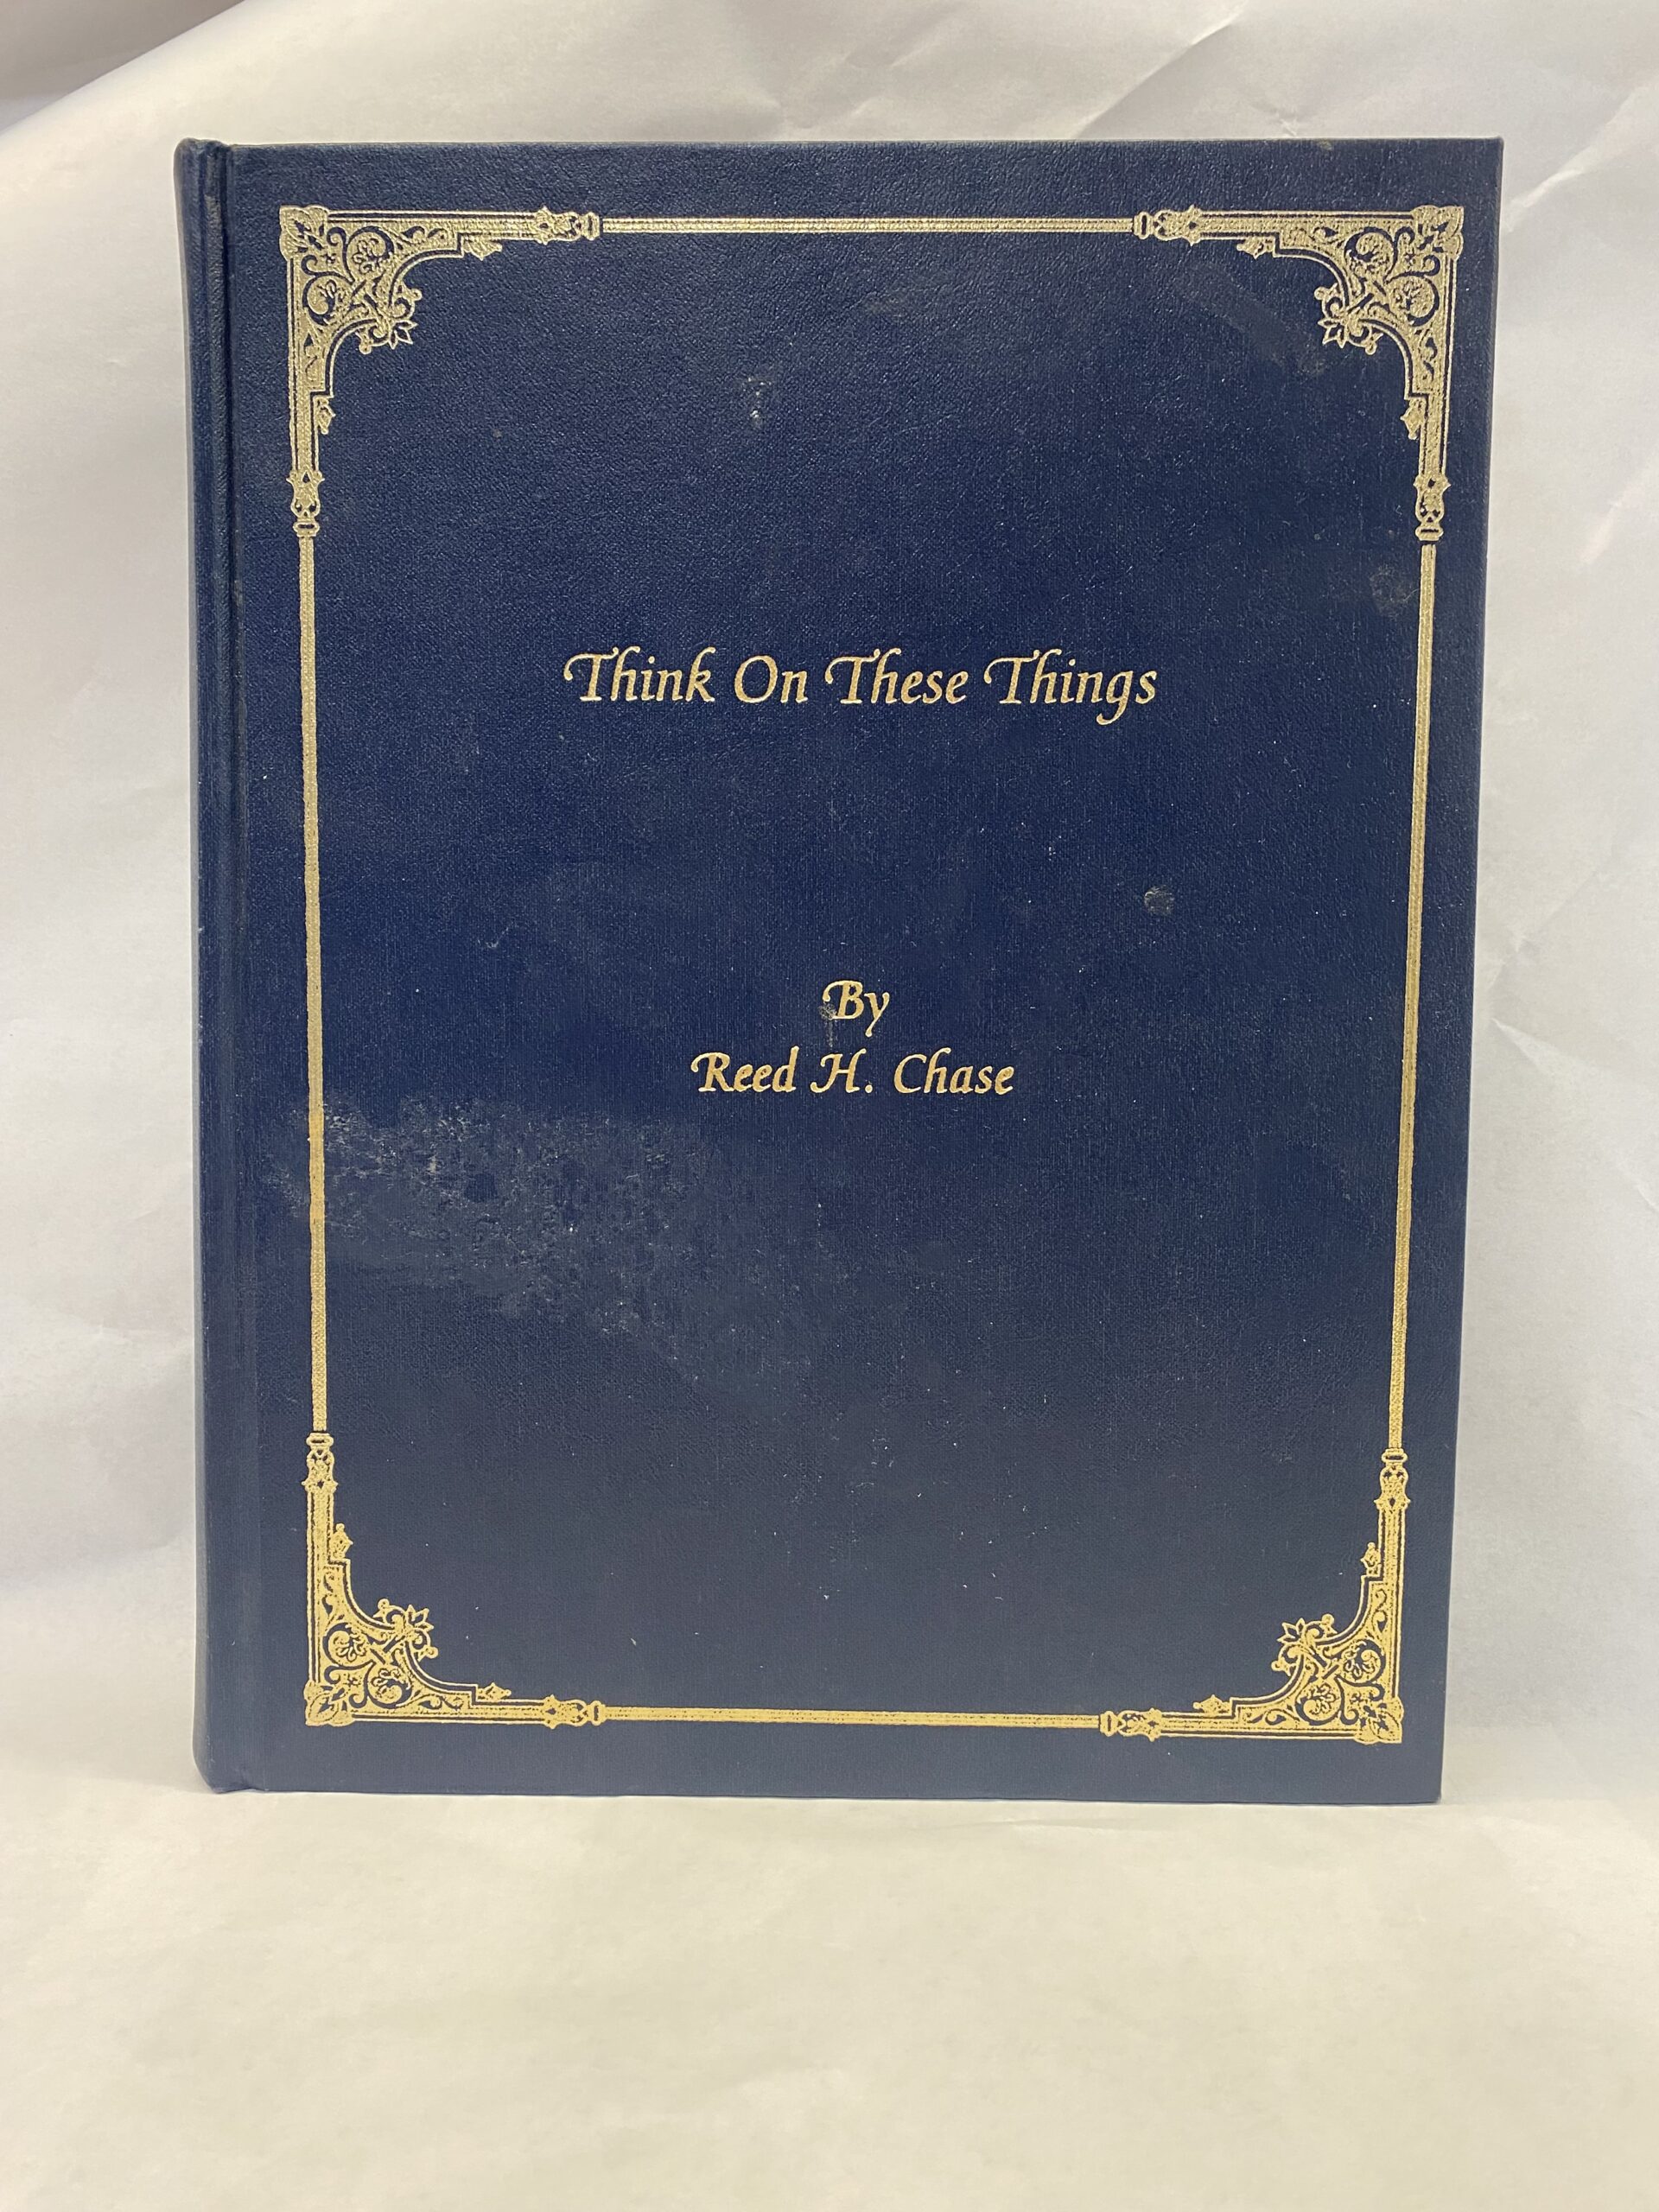 Think On These Things
By
Reed H. Chase